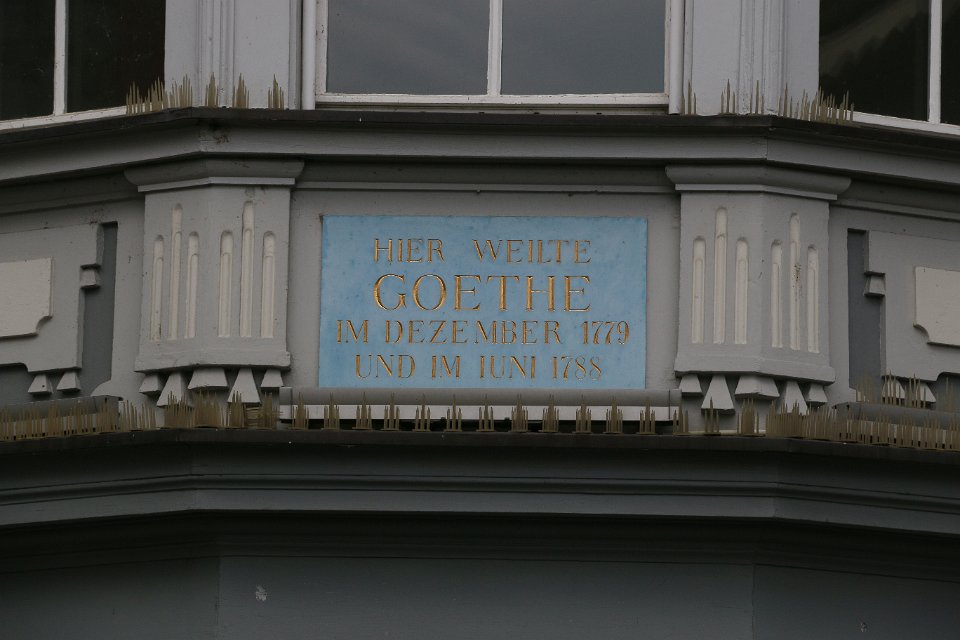 HIER WEILTE
GOETHE
IM DEZEMBER 1779
UND IM IUNI 1788